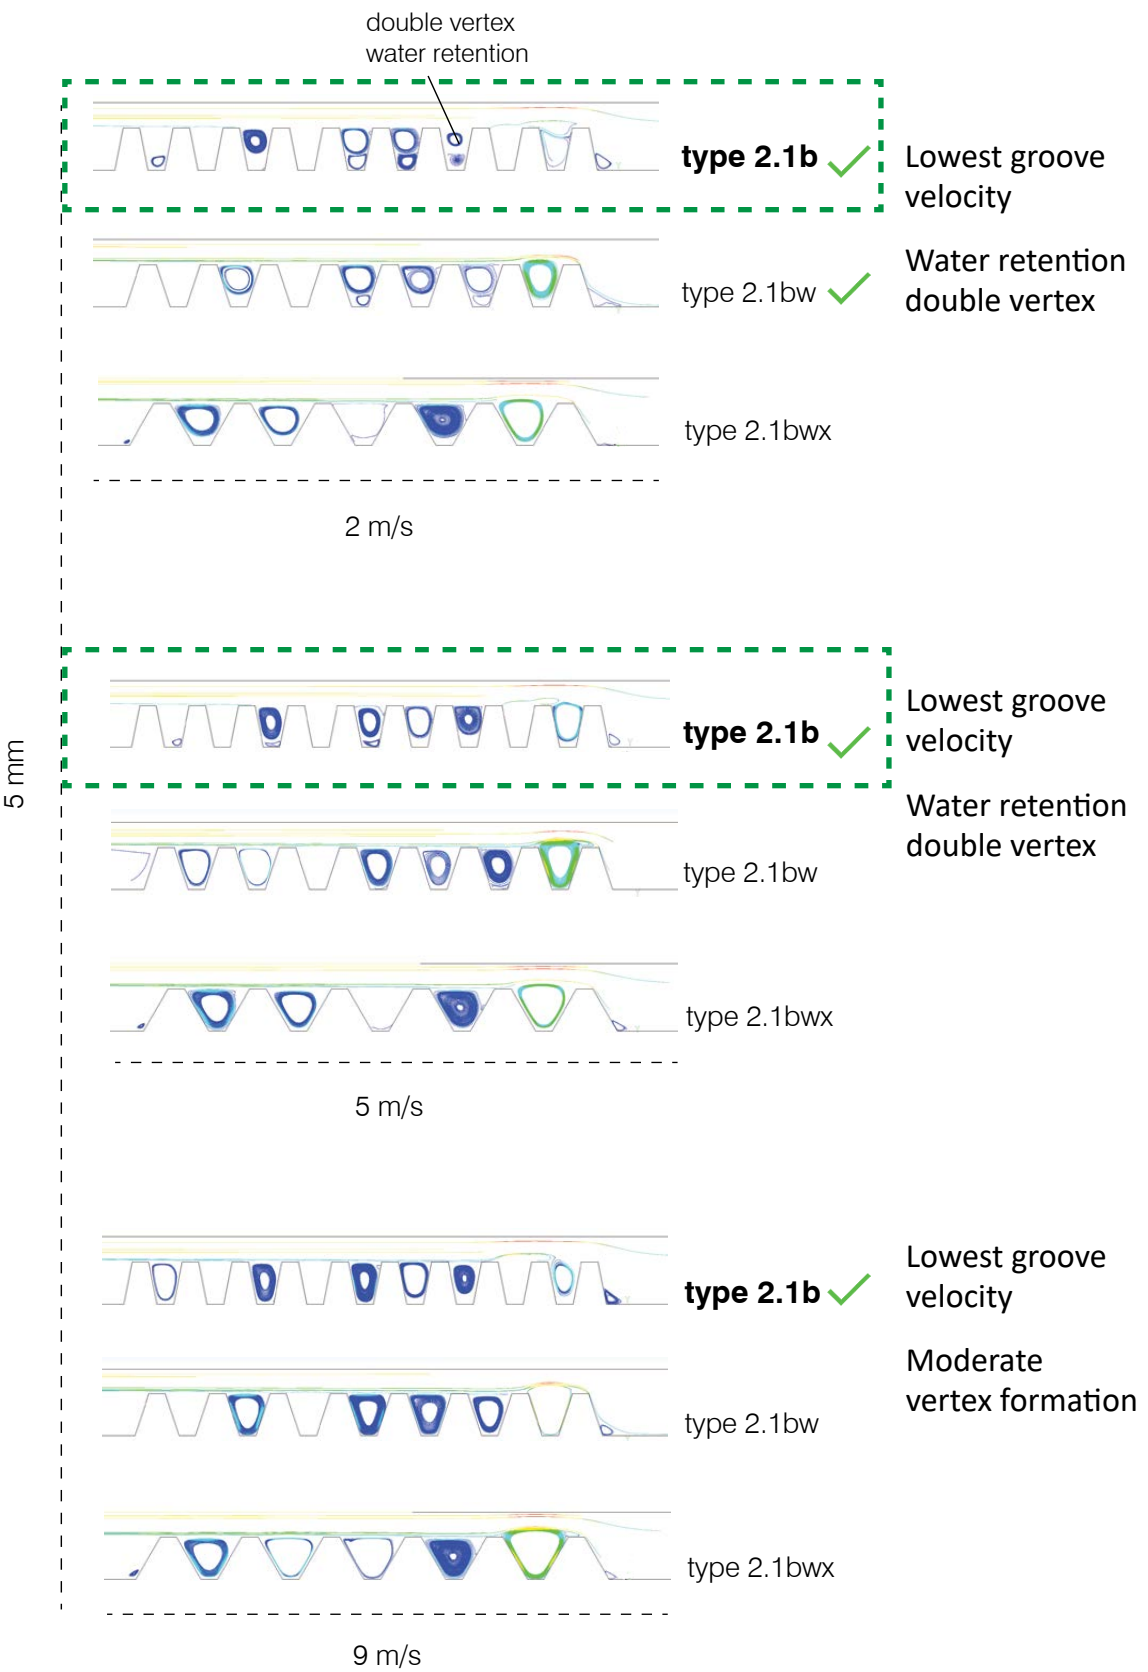 double vertex
water retention
type 2.1b
Lowest groove
velocity
type 2.1bw
Water retention
double vertex
type 2.1bwx
2 m/s
5 mm
type 2.1b
Lowest groove
velocity
Water retention
double vertex
type 2.1bw
type 2.1bwx
5 m/s
type 2.1b
Lowest groove
velocity
Moderate
vertex formation
type 2.1bw
type 2.1bwx
9 m/s